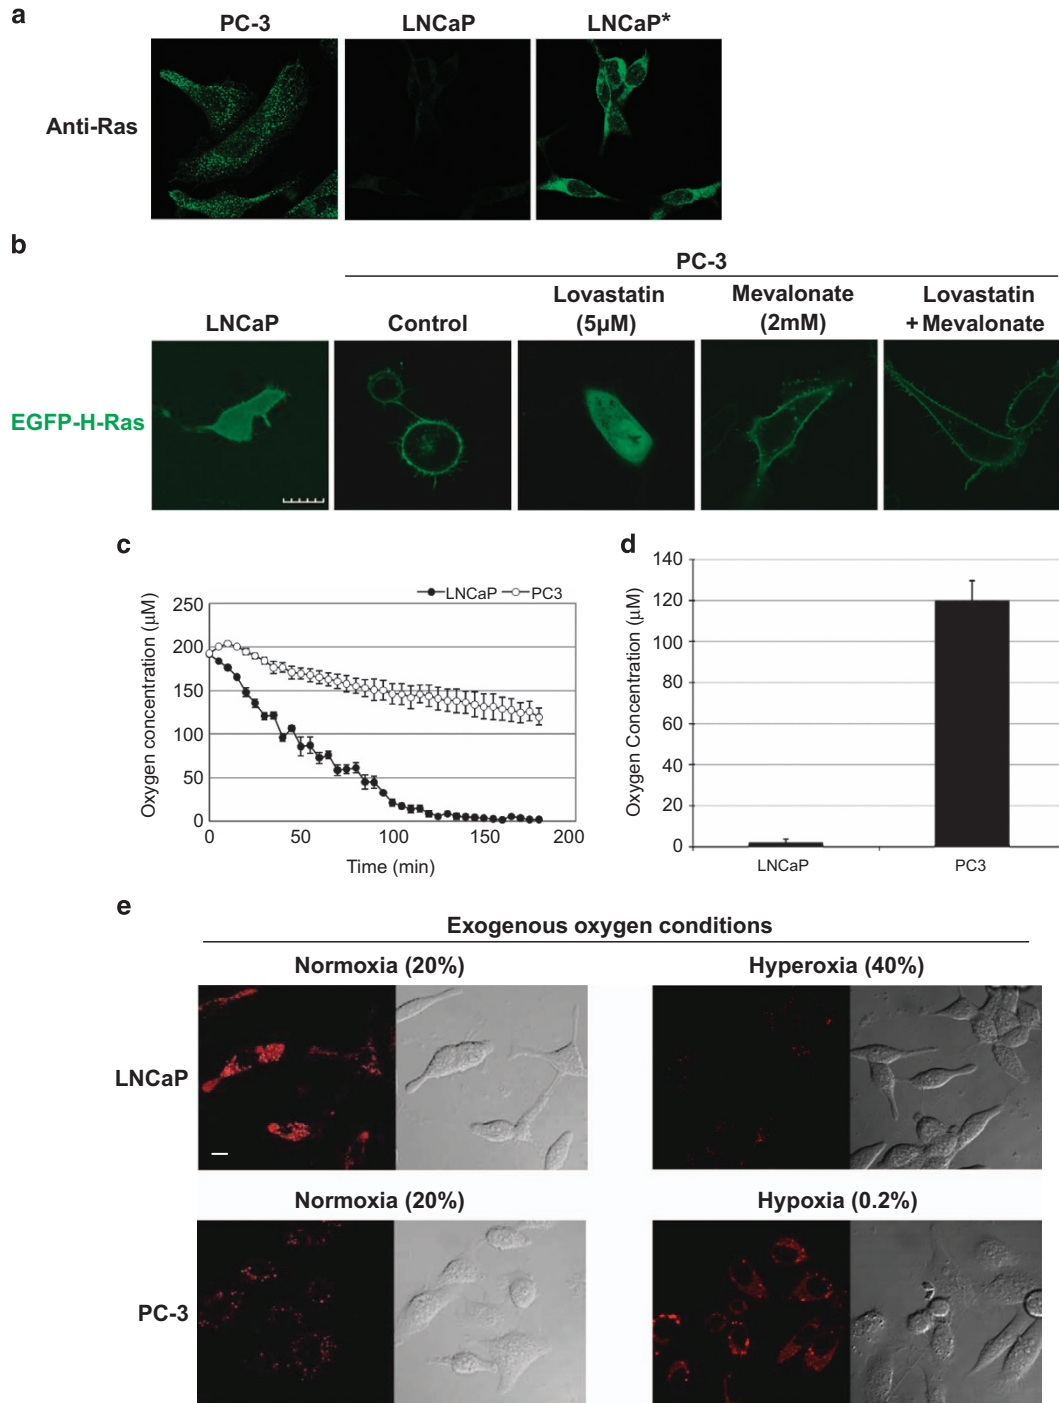 a
PC-3 LNCaP LNCaP*
Anti-Ras
b
PC-3
LNCaP Control Lovastatin (5µM) Mevalonate (2mM) Lovastatin + Mevalonate
EGFP-H-Ras
c
LNCaP PC3
Oxygen concentration (µM)
250
200
150
100
50
0
0 50 100 150 200
Time (min)
d
Oxygen Concentration (µM)
140
120
100
80
60
40
20
0
LNCaP PC3
e
Exogenous oxygen conditions
Normoxia (20%) Hyperoxia (40%)
LNCaP
Normoxia (20%) Hypoxia (0.2%)
PC-3